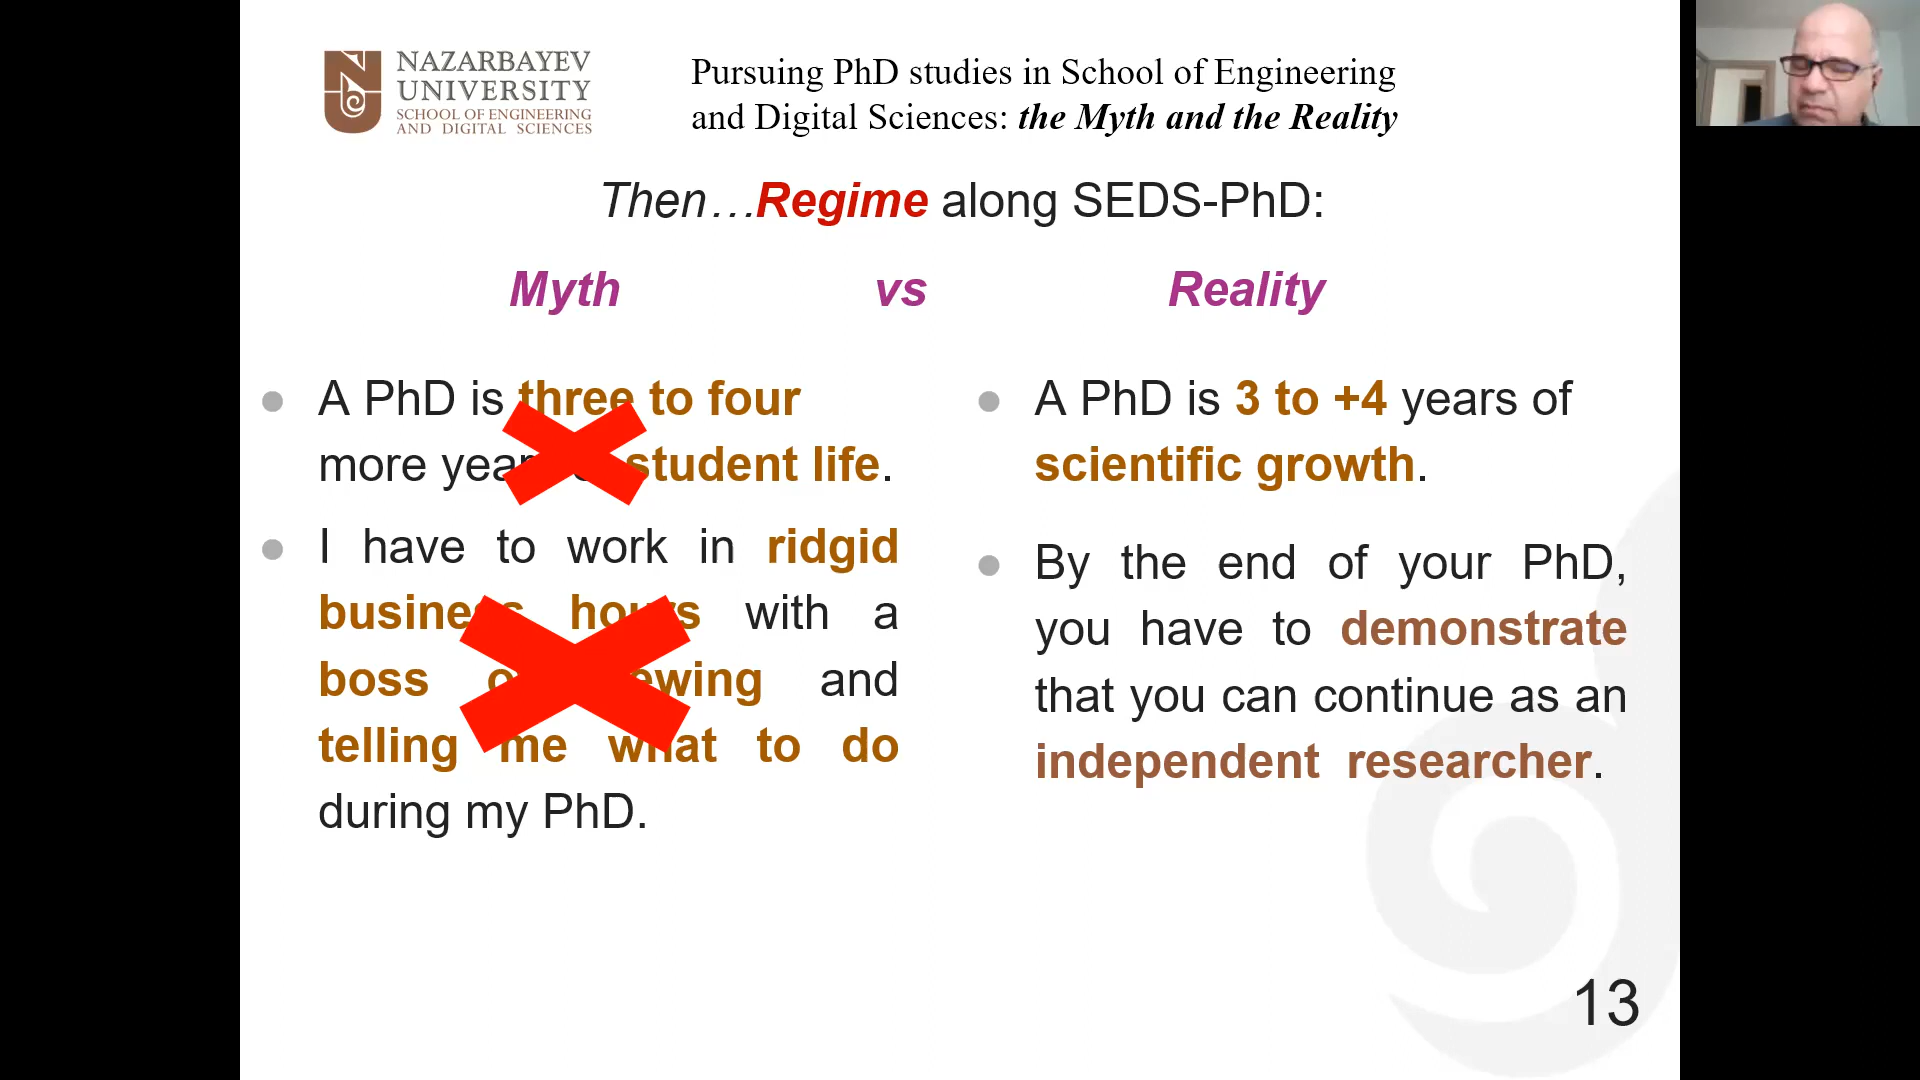 NAZARBAYEV
UNIVERSITY
SCHOOL OF ENGINEERING
AND DIGITAL SCIENCES
Pursuing PhD studies in School of Engineering
and Digital Sciences: the Myth and the Reality
Then…Regime along SEDS-PhD:
Myth vs Reality
A PhD is three to four
more student life.
I have to work in ridgid
business hours with a
boss and
telling me what to do
during my PhD.
A PhD is 3 to +4 years of
scientific growth.
By the end of your PhD,
you have to demonstrate
that you can continue as an
independent researcher.
13